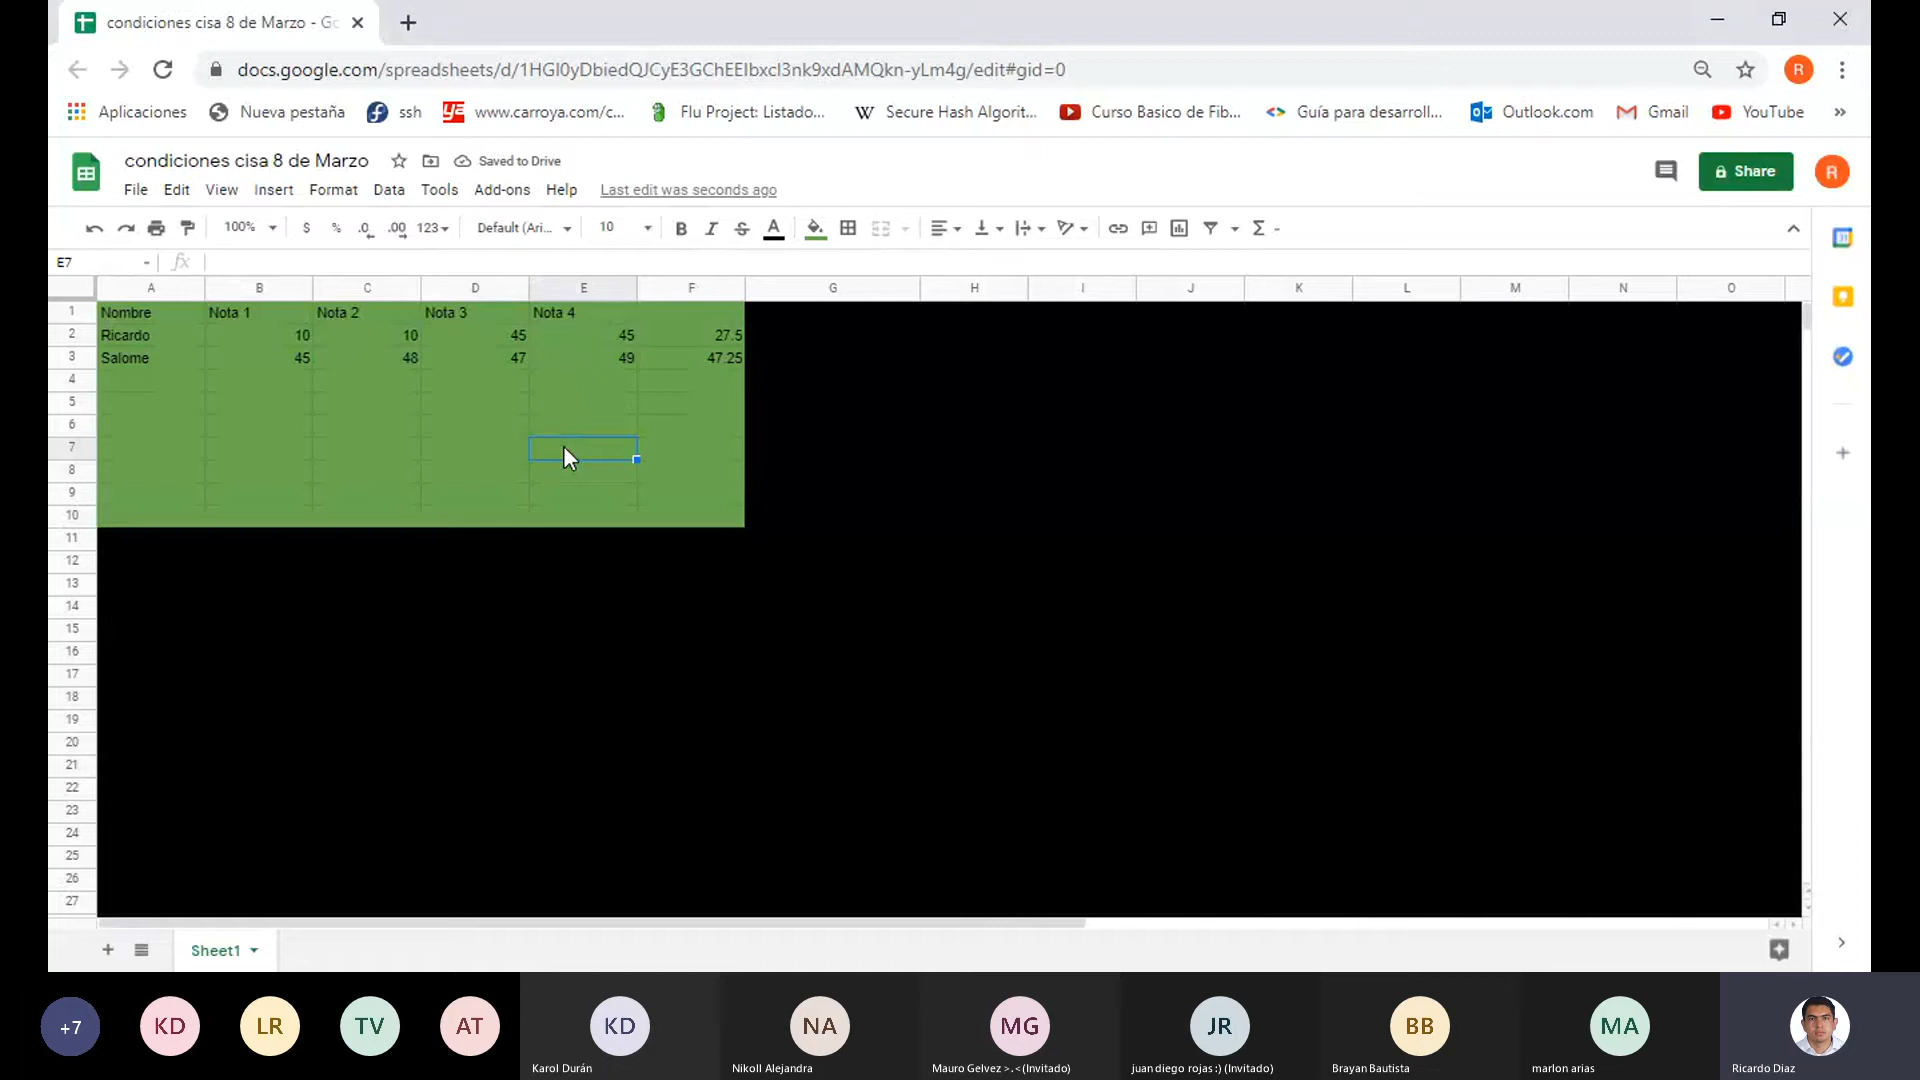 condiciones cisa 8 de Marzo - Go
docs.google.com/spreadsheets/d/1HGl0yDbiedQJCyE3GChEEIbxcl3nk9xdAMQkn-yLm4g/edit#gid=0
R
Aplicaciones Nueva pestaña ssh www.carroya.com/c... Flu Project: Listado... Secure Hash Algorit... Curso Basico de Fib... Guía para desarroll... Outlook.com Gmail YouTube »
condiciones cisa 8 de Marzo Saved to Drive
Share R
File Edit View Insert Format Data Tools Add-ons Help Last edit was seconds ago
100% $ % .0 .00 123 Default (Ari... 10 B I S A Σ
E7 fx
A B C D E F G H I J K L M N O
1 Nombre Nota 1 Nota 2 Nota 3 Nota 4
2 Ricardo 10 10 45 45 27.5
3 Salome 45 48 47 49 47.25
4
5
6
7
8
9
10
11
12
13
14
15
16
17
18
19
20
21
22
23
24
25
26
27
Sheet1
+7 KD LR TV AT KD NA MG JR BB MA
Karol Durán Nikoll Alejandra Mauro Gelvez >.<(Invitado) juan diego rojas :) (Invitado) Brayan Bautista marlon arias Ricardo Diaz